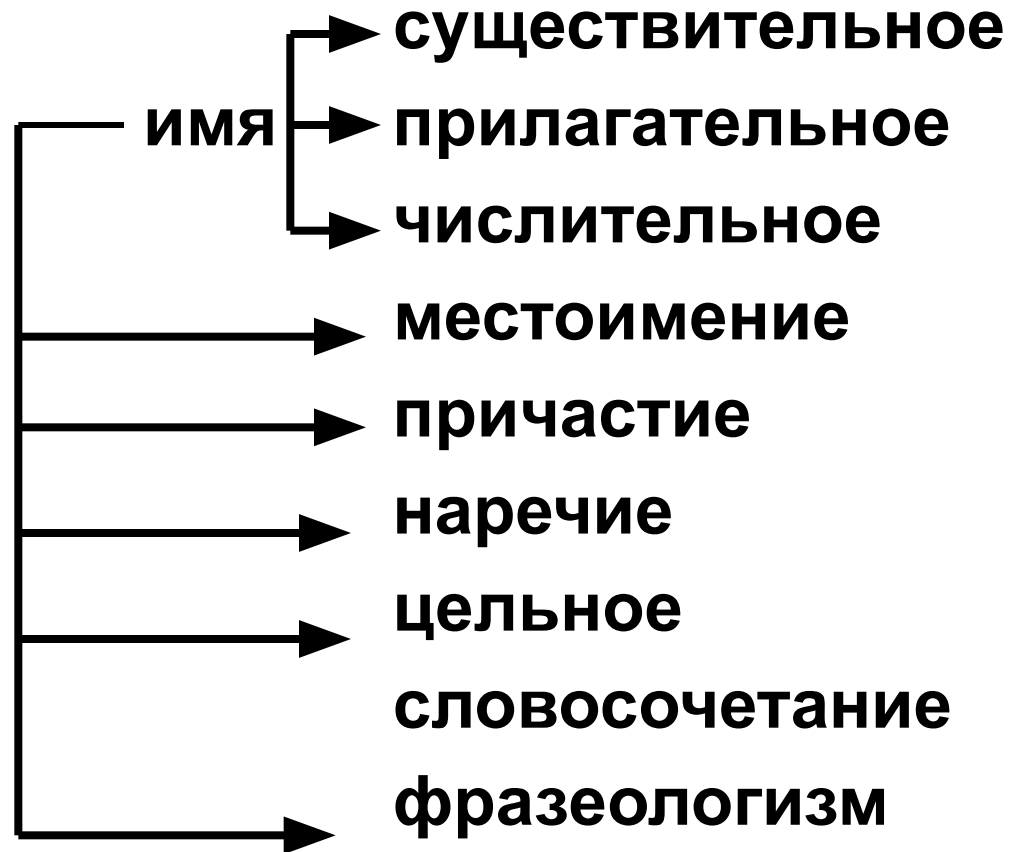 существительное
имя прилагательное
числительное
местоимение
причастие
наречие
цельное
словосочетание
фразеологизм